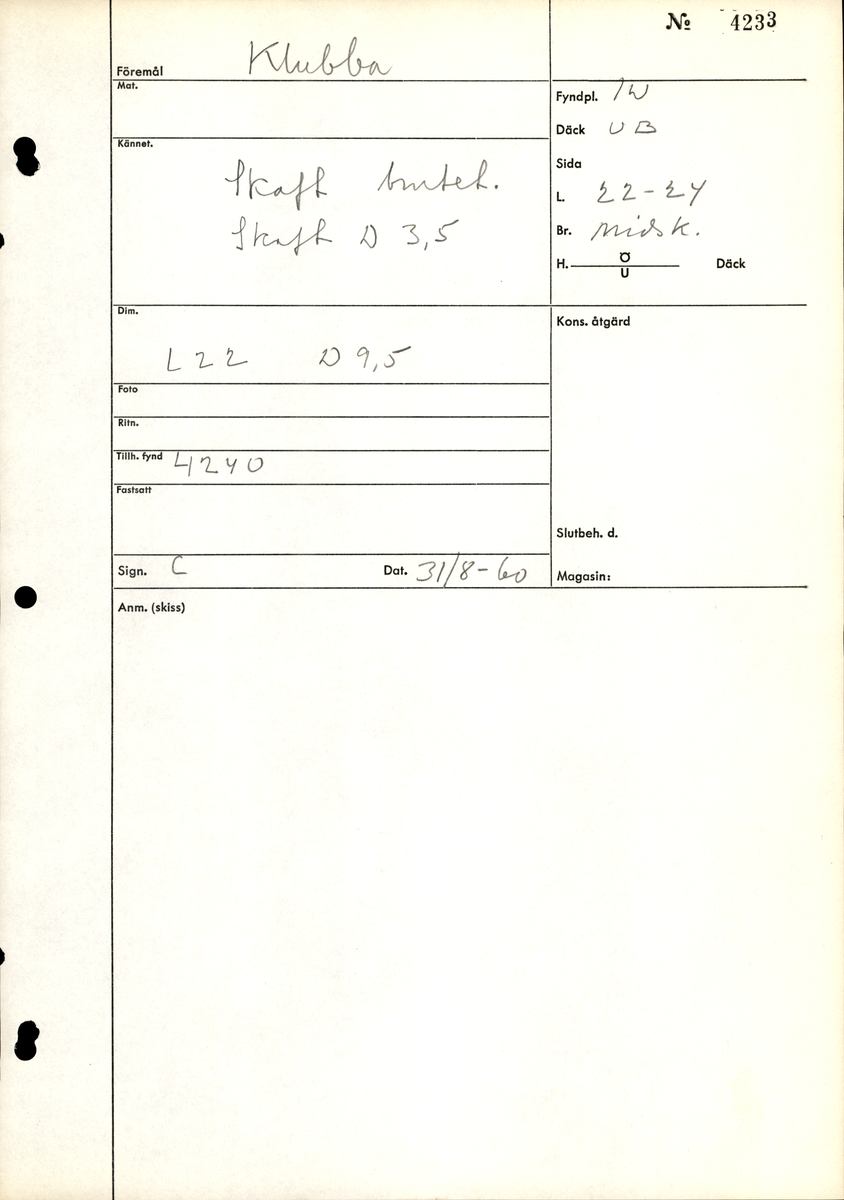 № 4233
Föremål Klubba
Mat.
Kännet.
Skaft brutet.
Skaft D 3,5
Fyndpl. IW
Däck UB
Sida
L. 22-24
Br. Midsk.
H. Ö Däck
U
Dim.
L 22 D 9,5
Foto
Ritn.
Tillh. fynd 4240
Fastsatt
Sign. C Dat. 31/8-60
Kons. åtgärd
Slutbeh. d.
Magasin:
Anm. (skiss)